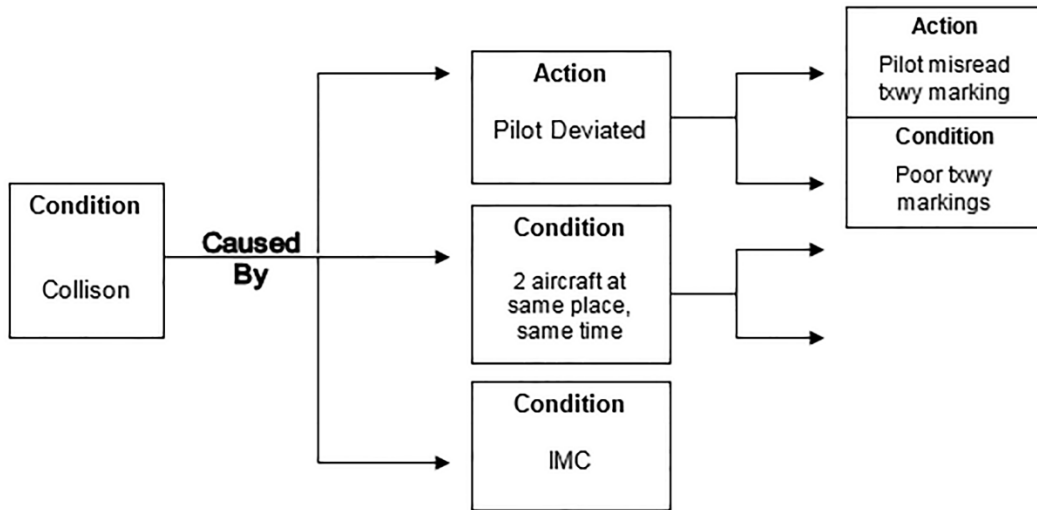 Condition
Collison
Caused
By
Action
Pilot Deviated
Condition
2 aircraft at
same place,
same time
Condition
IMC
Action
Pilot misread
txwy marking
Condition
Poor txwy
markings